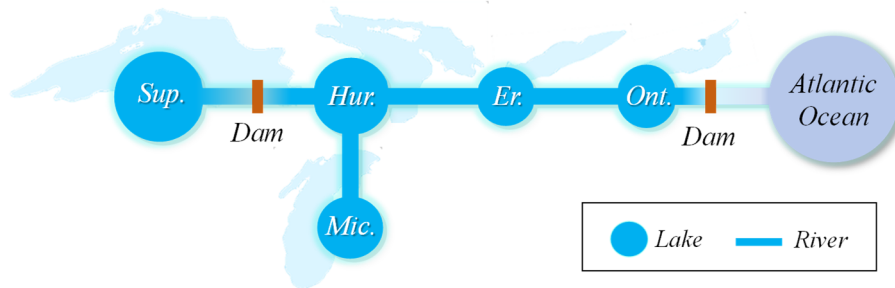 Sup.
Dam
Hur.
Er.
Ont.
Dam
Atlantic
Ocean
Mic.
Lake
River